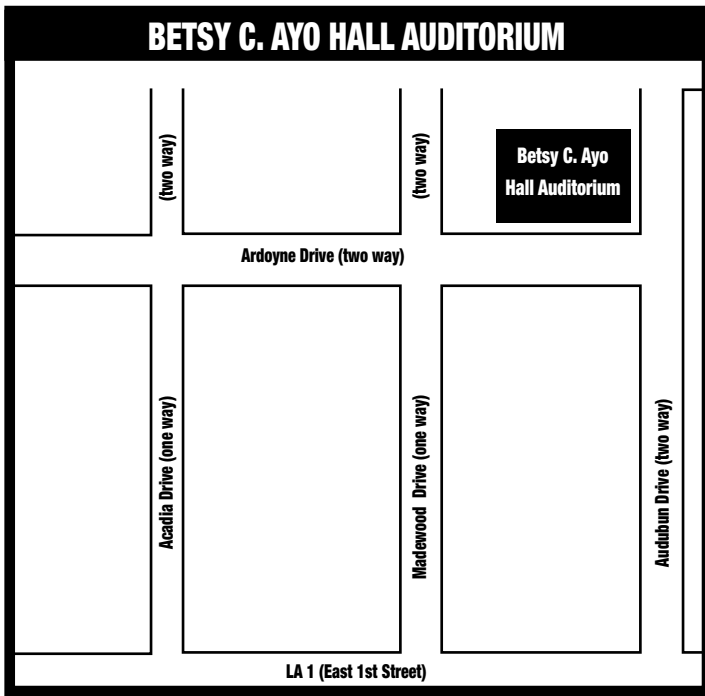 BETSY C. AYO HALL AUDITORIUM
(two way)
(two way)
Betsy C. Ayo
Hall Auditorium
Ardoyne Drive (two way)
Acadia Drive (one way)
Madewood Drive (one way)
Audubun Drive (two way)
LA 1 (East 1st Street)